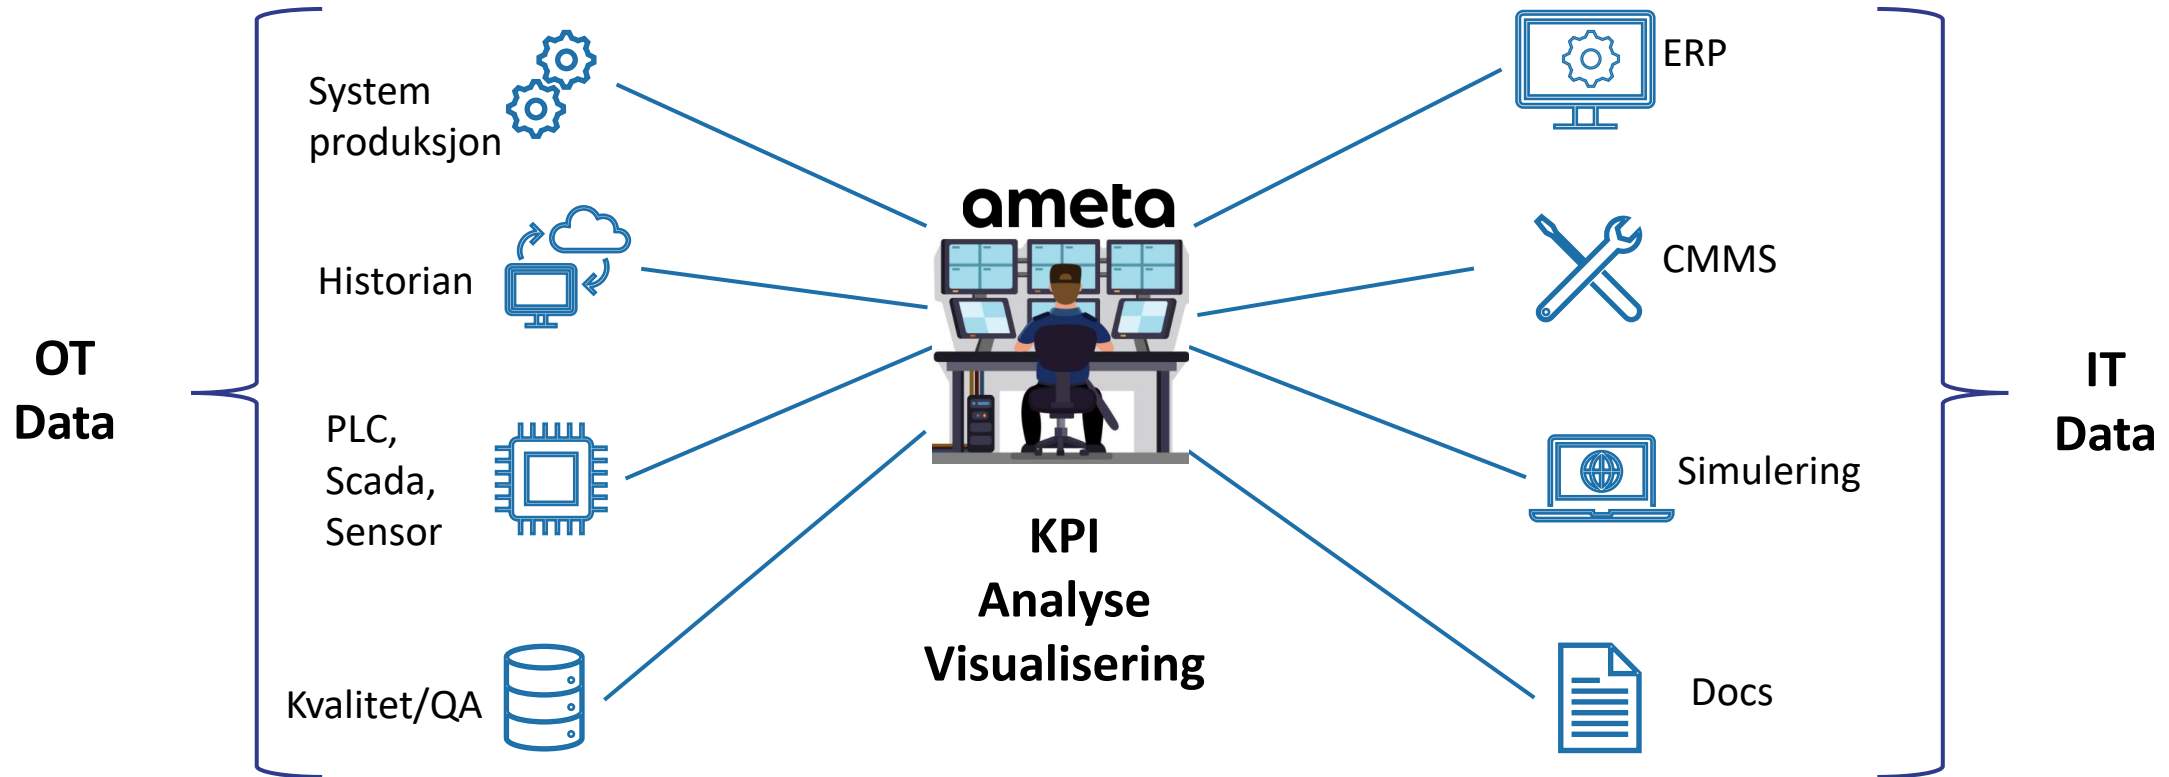 OT
Data
System
produksjon
Historian
PLC,
Scada,
Sensor
Kvalitet/QA
ameta
KPI
Analyse
Visualisering
ERP
CMMS
Simulering
Docs
IT
Data